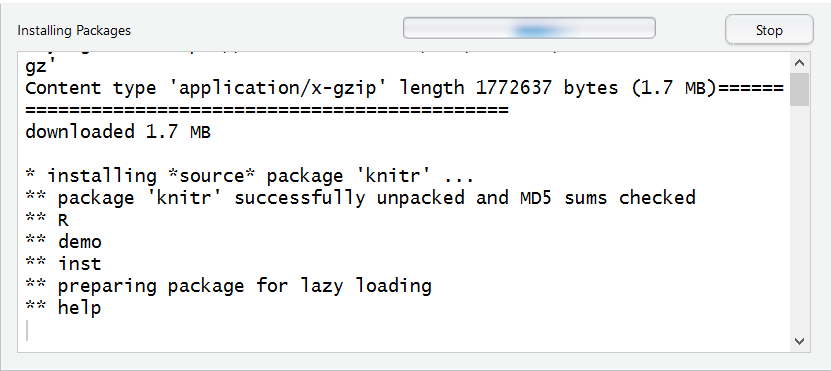 Installing Packages
Stop
gz'
Content type 'application/x-gzip' length 1772637 bytes (1.7 MB)======
============================================
downloaded 1.7 MB
* installing *source* package 'knitr' ...
** package 'knitr' successfully unpacked and MD5 sums checked
** R
** demo
** inst
** preparing package for lazy loading
** help